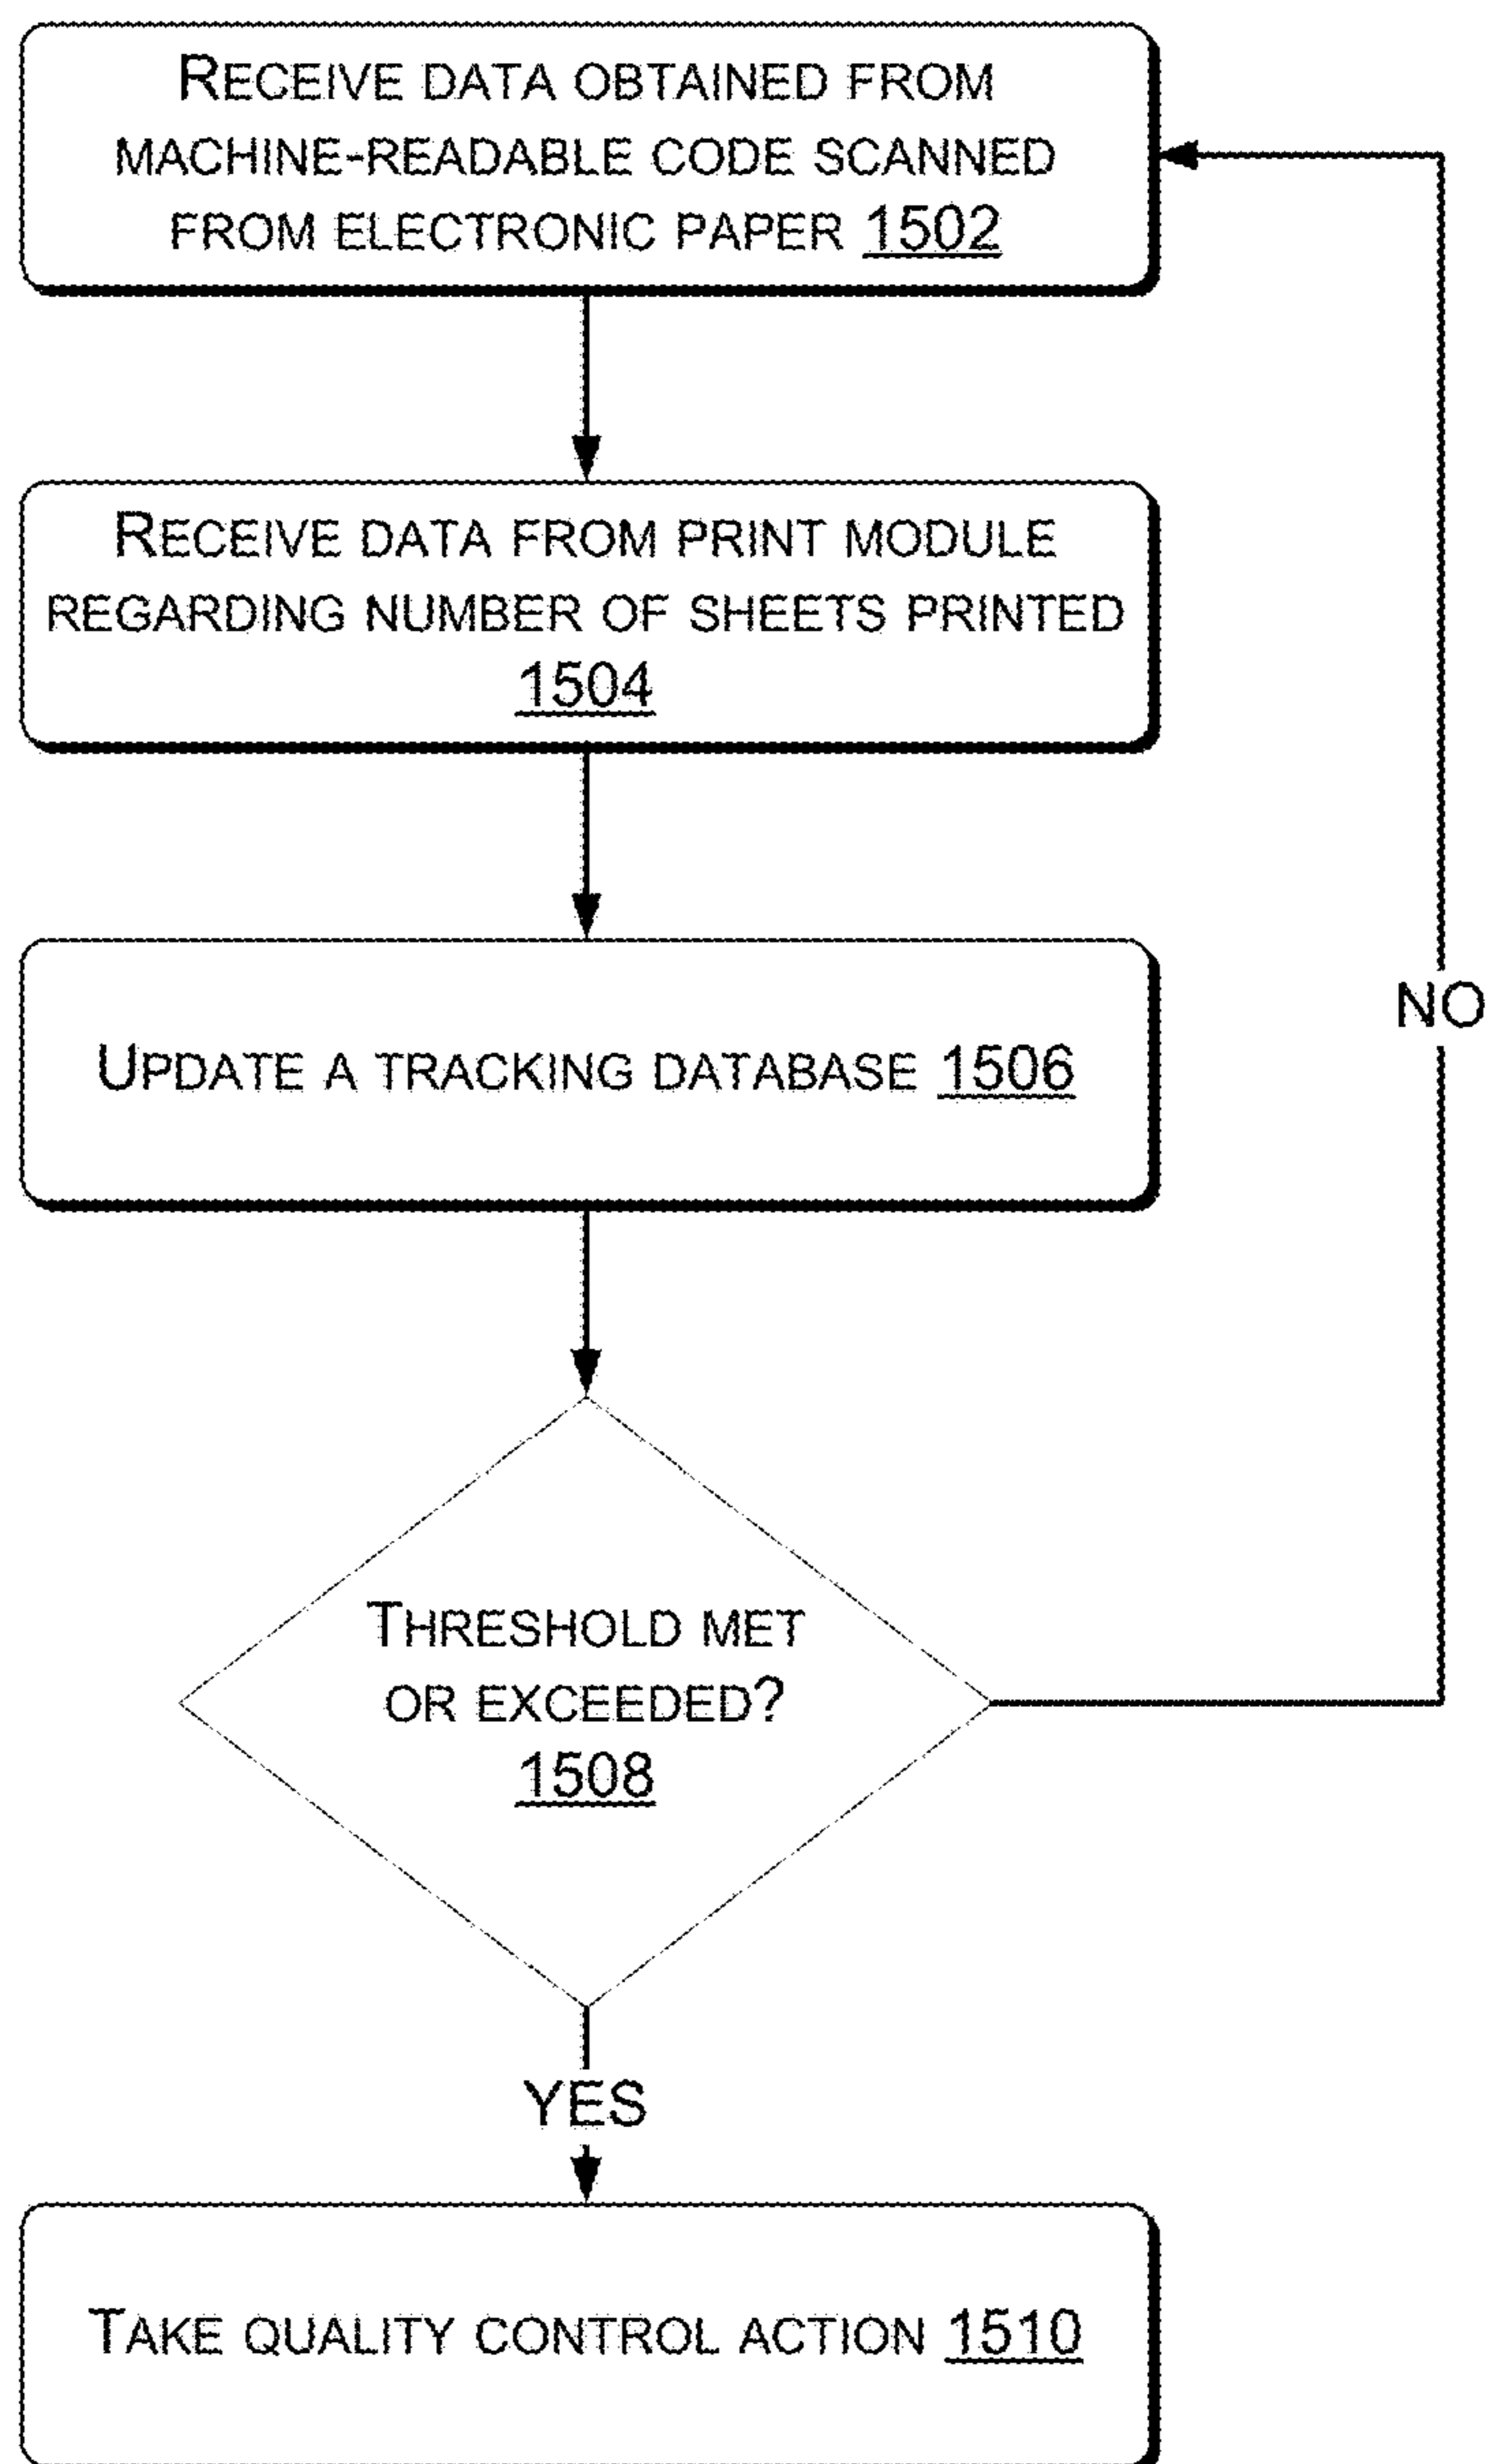 RECEIVE DATA OBTAINED FROM
MACHINE-READABLE CODE SCANNED
FROM ELECTRONIC PAPER 1502
RECEIVE DATA FROM PRINT MODULE
REGARDING NUMBER OF SHEETS PRINTED
1504
UPDATE A TRACKING DATABASE 1506
NO
THRESHOLD MET
OR EXCEEDED?
1508
YES
TAKE QUALITY CONTROL ACTION 1510